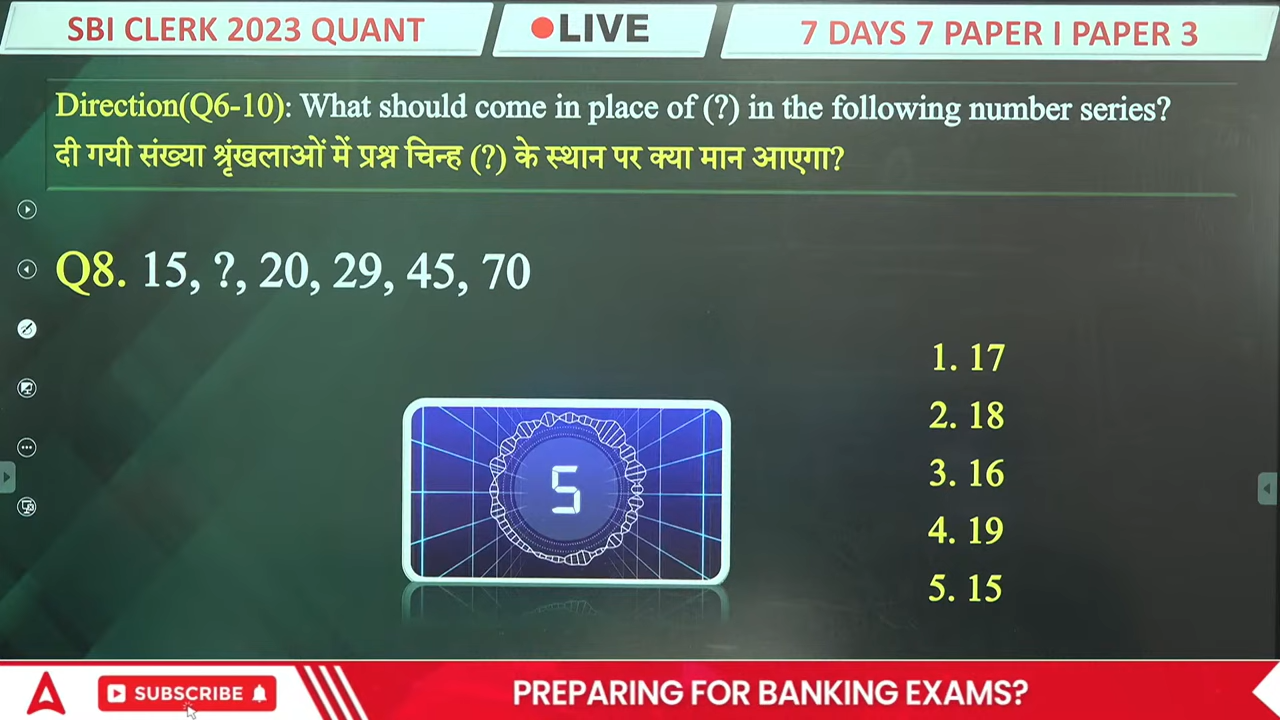 SBI CLERK 2023 QUANT
LIVE
7 DAYS 7 PAPER I PAPER 3
Direction(Q6-10): What should come in place of (?) in the following number series?
दी गयी संख्या श्रृंखलाओं में प्रश्न चिन्ह (?) के स्थान पर क्या मान आएगा?
Q8. 15, ?, 20, 29, 45, 70
1. 17
2. 18
3. 16
4. 19
5. 15
5
SUBSCRIBE
PREPARING FOR BANKING EXAMS?